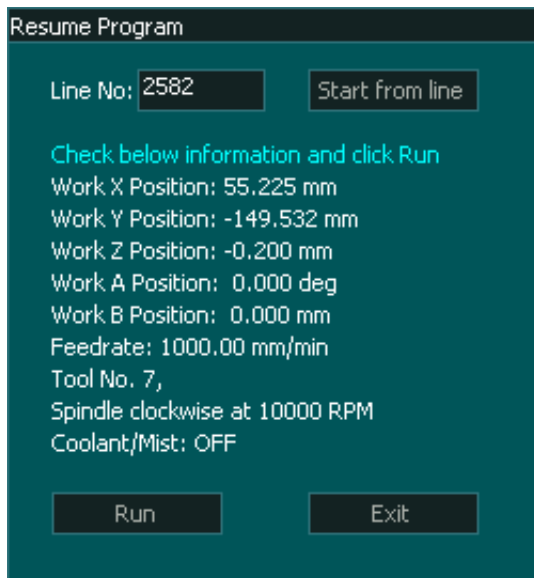 Resume Program
Line No: 2582 Start from line
Check below information and click Run
Work X Position: 55.225 mm
Work Y Position: -149.532 mm
Work Z Position: -0.200 mm
Work A Position: 0.000 deg
Work B Position: 0.000 mm
Feedrate: 1000.00 mm/min
Tool No. 7,
Spindle clockwise at 10000 RPM
Coolant/Mist: OFF
Run Exit